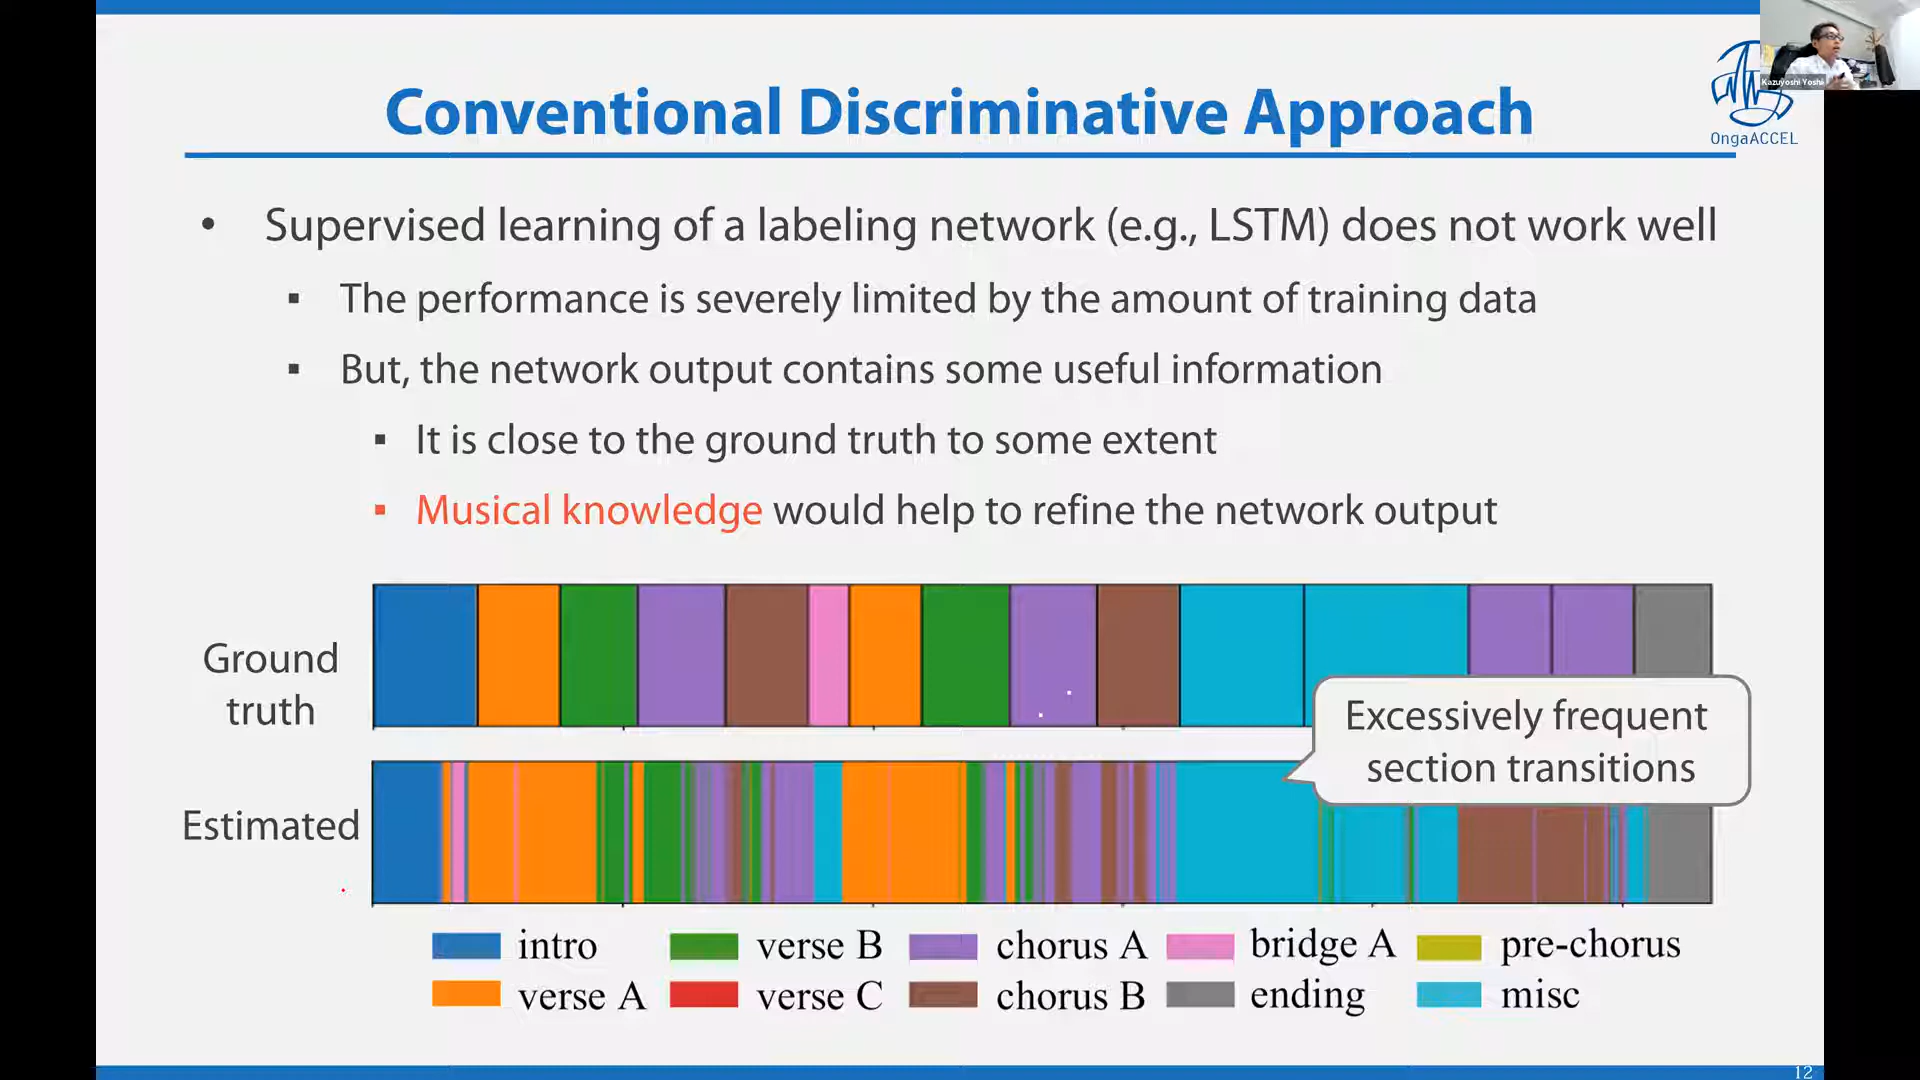 Conventional Discriminative Approach
OngaACCEL
Kazuyoshi Yoshii
• Supervised learning of a labeling network (e.g., LSTM) does not work well
▪ The performance is severely limited by the amount of training data
▪ But, the network output contains some useful information
▪ It is close to the ground truth to some extent
▪ Musical knowledge would help to refine the network output
Ground
truth
Excessively frequent
section transitions
Estimated
intro verse B chorus A bridge A pre-chorus
verse A verse C chorus B ending misc
12